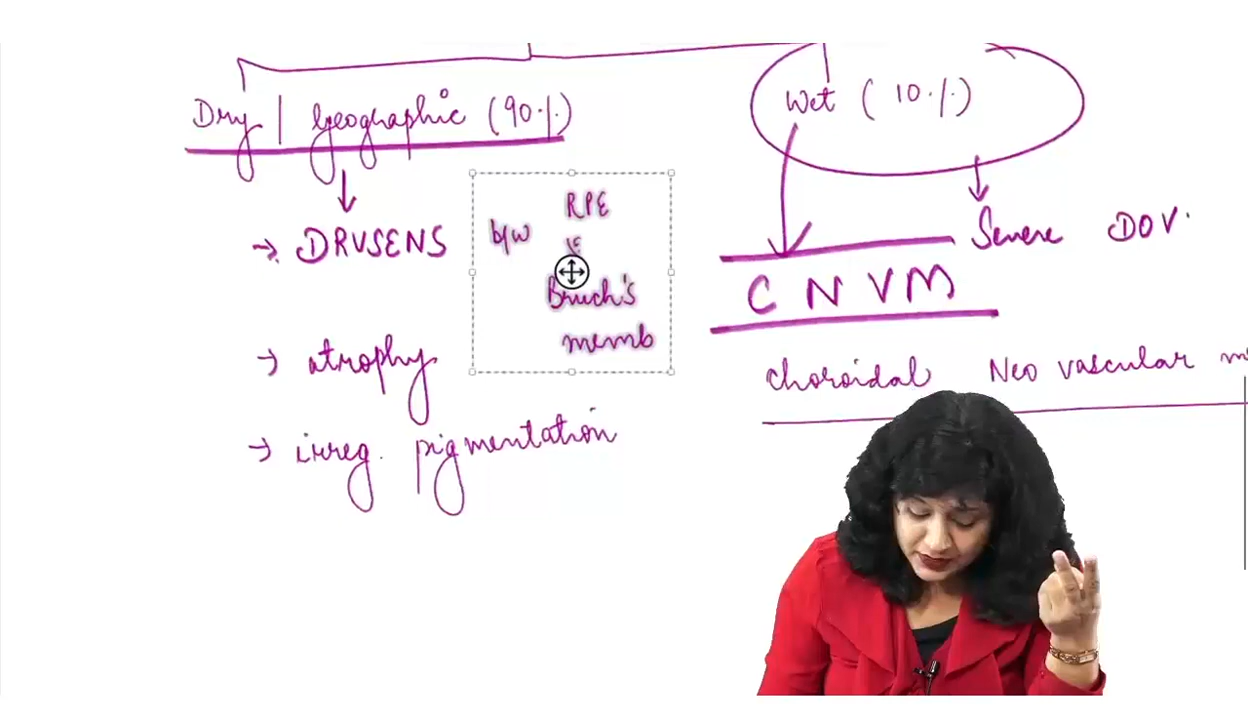 Dry / Geographic (90%)
→ DRUSENS
b/w
RPE
Bruch's
memb
→ atrophy
→ irreg. pigmentation
Wet (10%)
Severe DOV
CNVM
choroidal Neo vascular